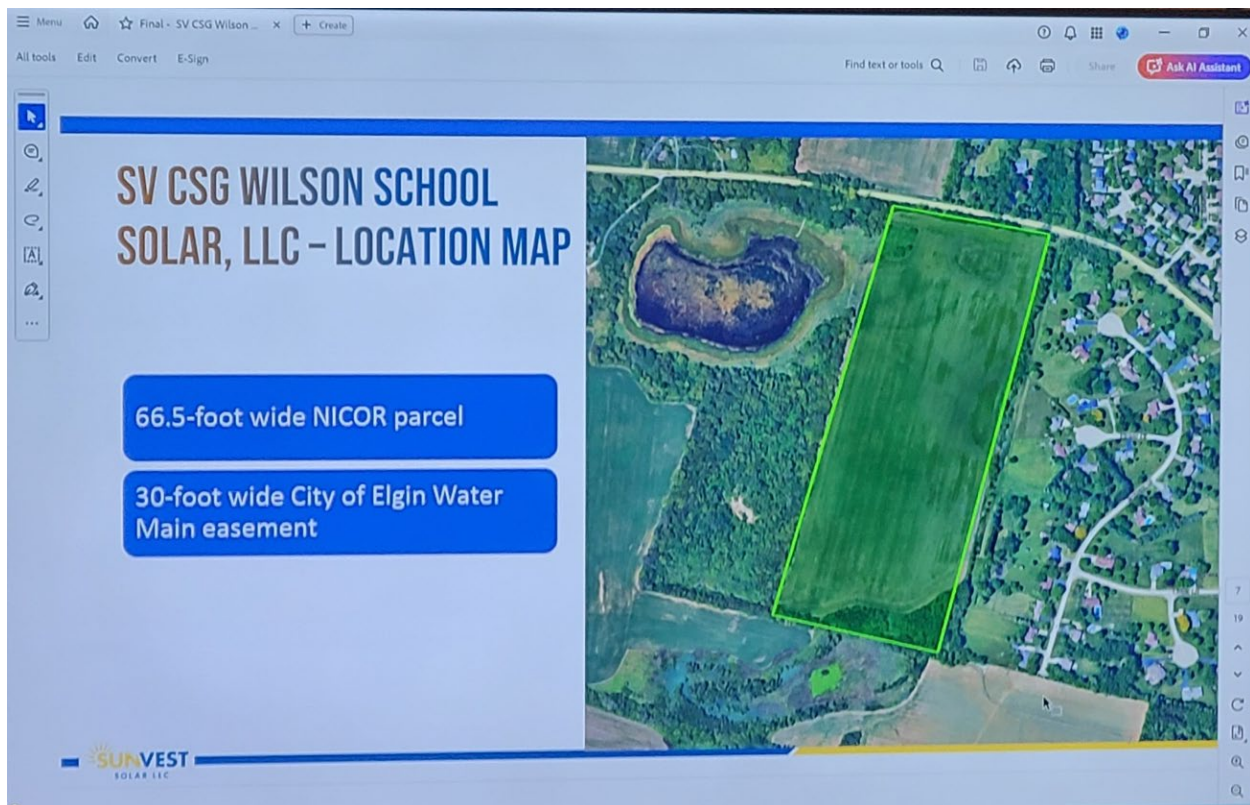 Menu
Final - SV CSG Wilson ...
+ Create
All tools
Edit
Convert
E-Sign
Find text or tools
Share
Ask AI Assistant
SV CSG WILSON SCHOOL
SOLAR, LLC – LOCATION MAP
66.5-foot wide NICOR parcel
30-foot wide City of Elgin Water
Main easement
7
19
SUNVEST
SOLAR LLC